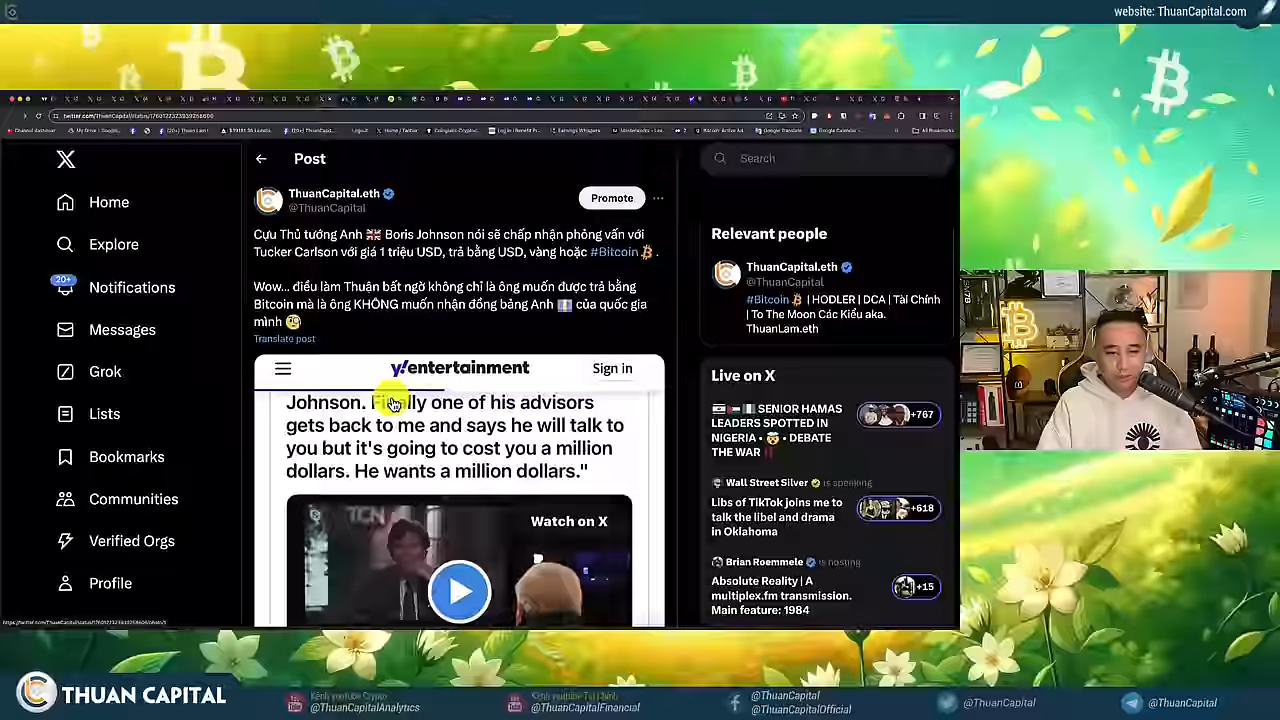 website: ThuanCapital.com
Post
Search
Home
Explore
20+
Notifications
Messages
Grok
Lists
Bookmarks
Communities
Verified Orgs
Profile
ThuanCapital.eth
@ThuanCapital
Promote
Cựu Thủ tướng Anh 🇬🇧 Boris Johnson nói sẽ chấp nhận phỏng vấn với
Tucker Carlson với giá 1 triệu USD, trả bằng USD, vàng hoặc #Bitcoin .
Wow... điều làm Thuận bất ngờ không chỉ là ông muốn được trả bằng
Bitcoin mà là ông KHÔNG muốn nhận đồng bảng Anh 💷 của quốc gia
mình 🧐
Translate post
y!entertainment
Sign in
Johnson. Finally one of his advisors
gets back to me and says he will talk to
you but it's going to cost you a million
dollars. He wants a million dollars."
TCN
Watch on X
Relevant people
ThuanCapital.eth
@ThuanCapital
#Bitcoin | HODLER | DCA | Tài Chính
| To The Moon Các Kiểu aka.
ThuanLam.eth
Live on X
SENIOR HAMAS
LEADERS SPOTTED IN
NIGERIA • 🤯 • DEBATE
THE WAR ‼️
+767
Wall Street Silver is speaking
Libs of TikTok joins me to
talk the libel and drama
in Oklahoma
+618
Brian Roemmele is hosting
Absolute Reality | A
multiplex.fm transmission.
Main feature: 1984
+15
THUAN CAPITAL
Kênh youtube Crypto
@ThuanCapitalAnalytics
Kênh youtube Tài Chính
@ThuanCapitalFinancial
@ThuanCapital
@ThuanCapitalOfficial
@ThuanCapital
@ThuanCapital